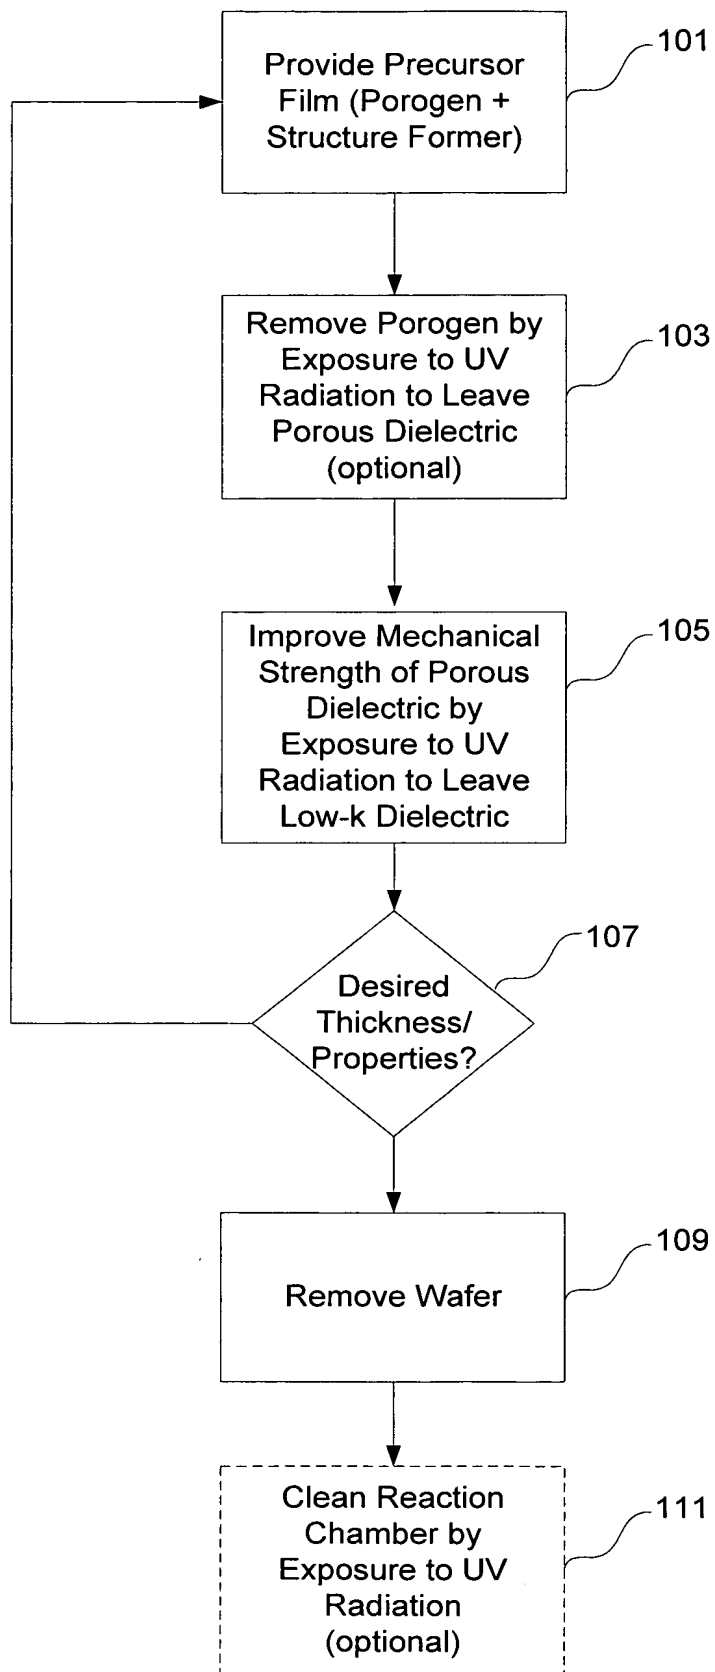 101
Provide Precursor
Film (Porogen +
Structure Former)
103
Remove Porogen by
Exposure to UV
Radiation to Leave
Porous Dielectric
(optional)
105
Improve Mechanical
Strength of Porous
Dielectric by
Exposure to UV
Radiation to Leave
Low-k Dielectric
107
Desired
Thickness/
Properties?
109
Remove Wafer
111
Clean Reaction
Chamber by
Exposure to UV
Radiation
(optional)